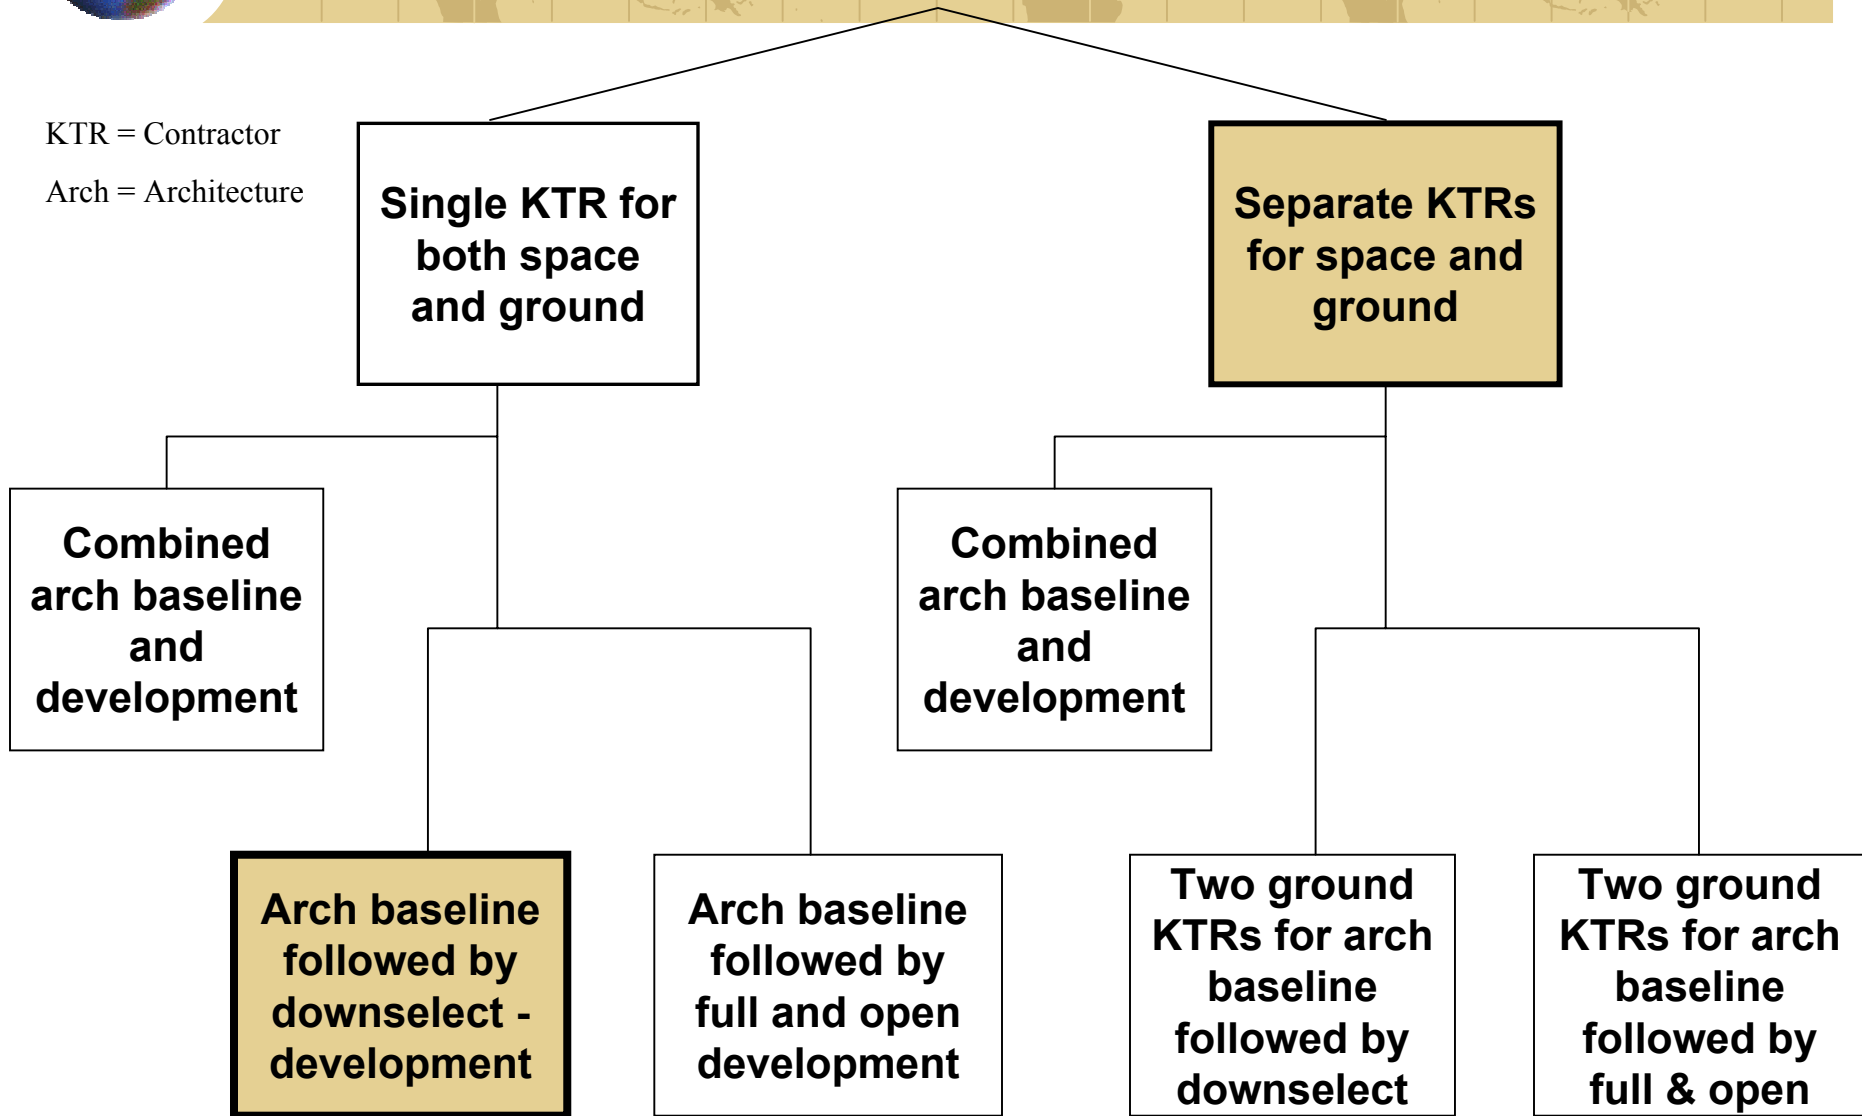 KTR = Contractor
Arch = Architecture
Single KTR for
both space
and ground
Separate KTRs
for space and
ground
Combined
arch baseline
and
development
Combined
arch baseline
and
development
Arch baseline
followed by
downselect -
development
Arch baseline
followed by
full and open
development
Two ground
KTRs for arch
baseline
followed by
downselect
Two ground
KTRs for arch
baseline
followed by
full & open